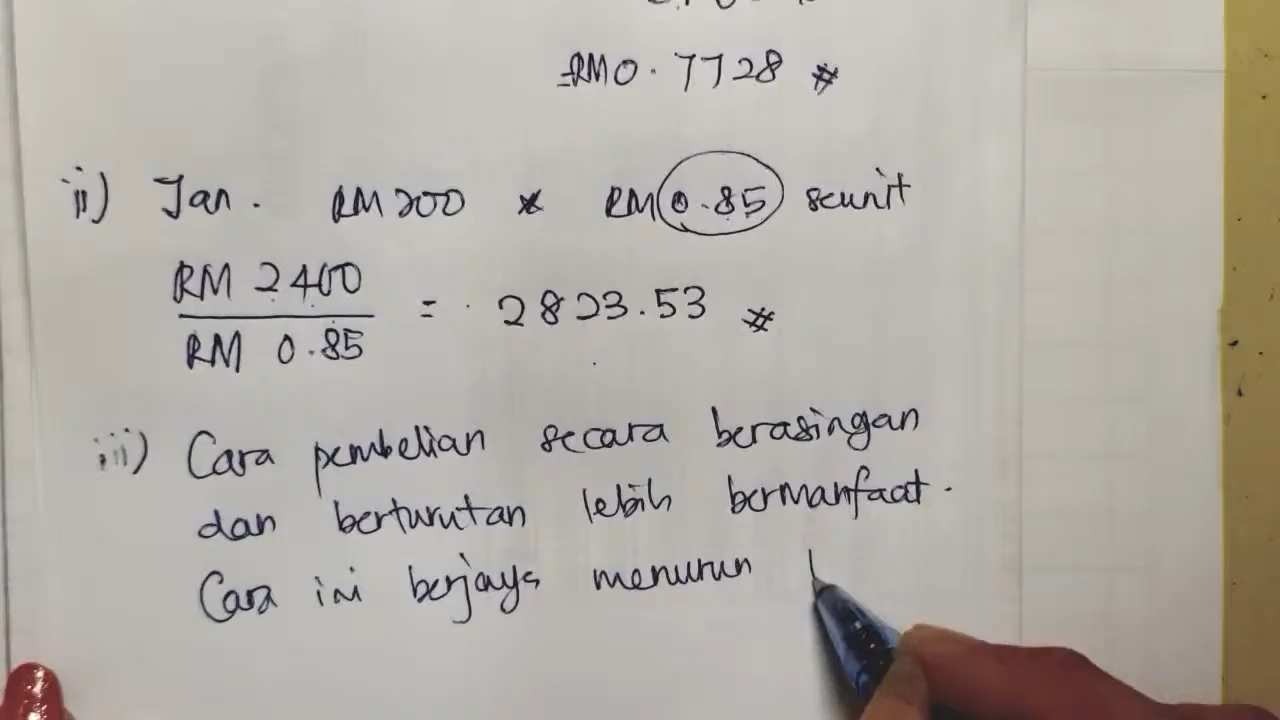 =RM0.7728 #
ii) Jan. RM200 * RM0.85 seunit
RM 2400
RM 0.85
= 2823.53 #
iii) Cara pembelian secara berasingan
dan berturutan lebih bermanfaat.
Cara ini berjaya menurun